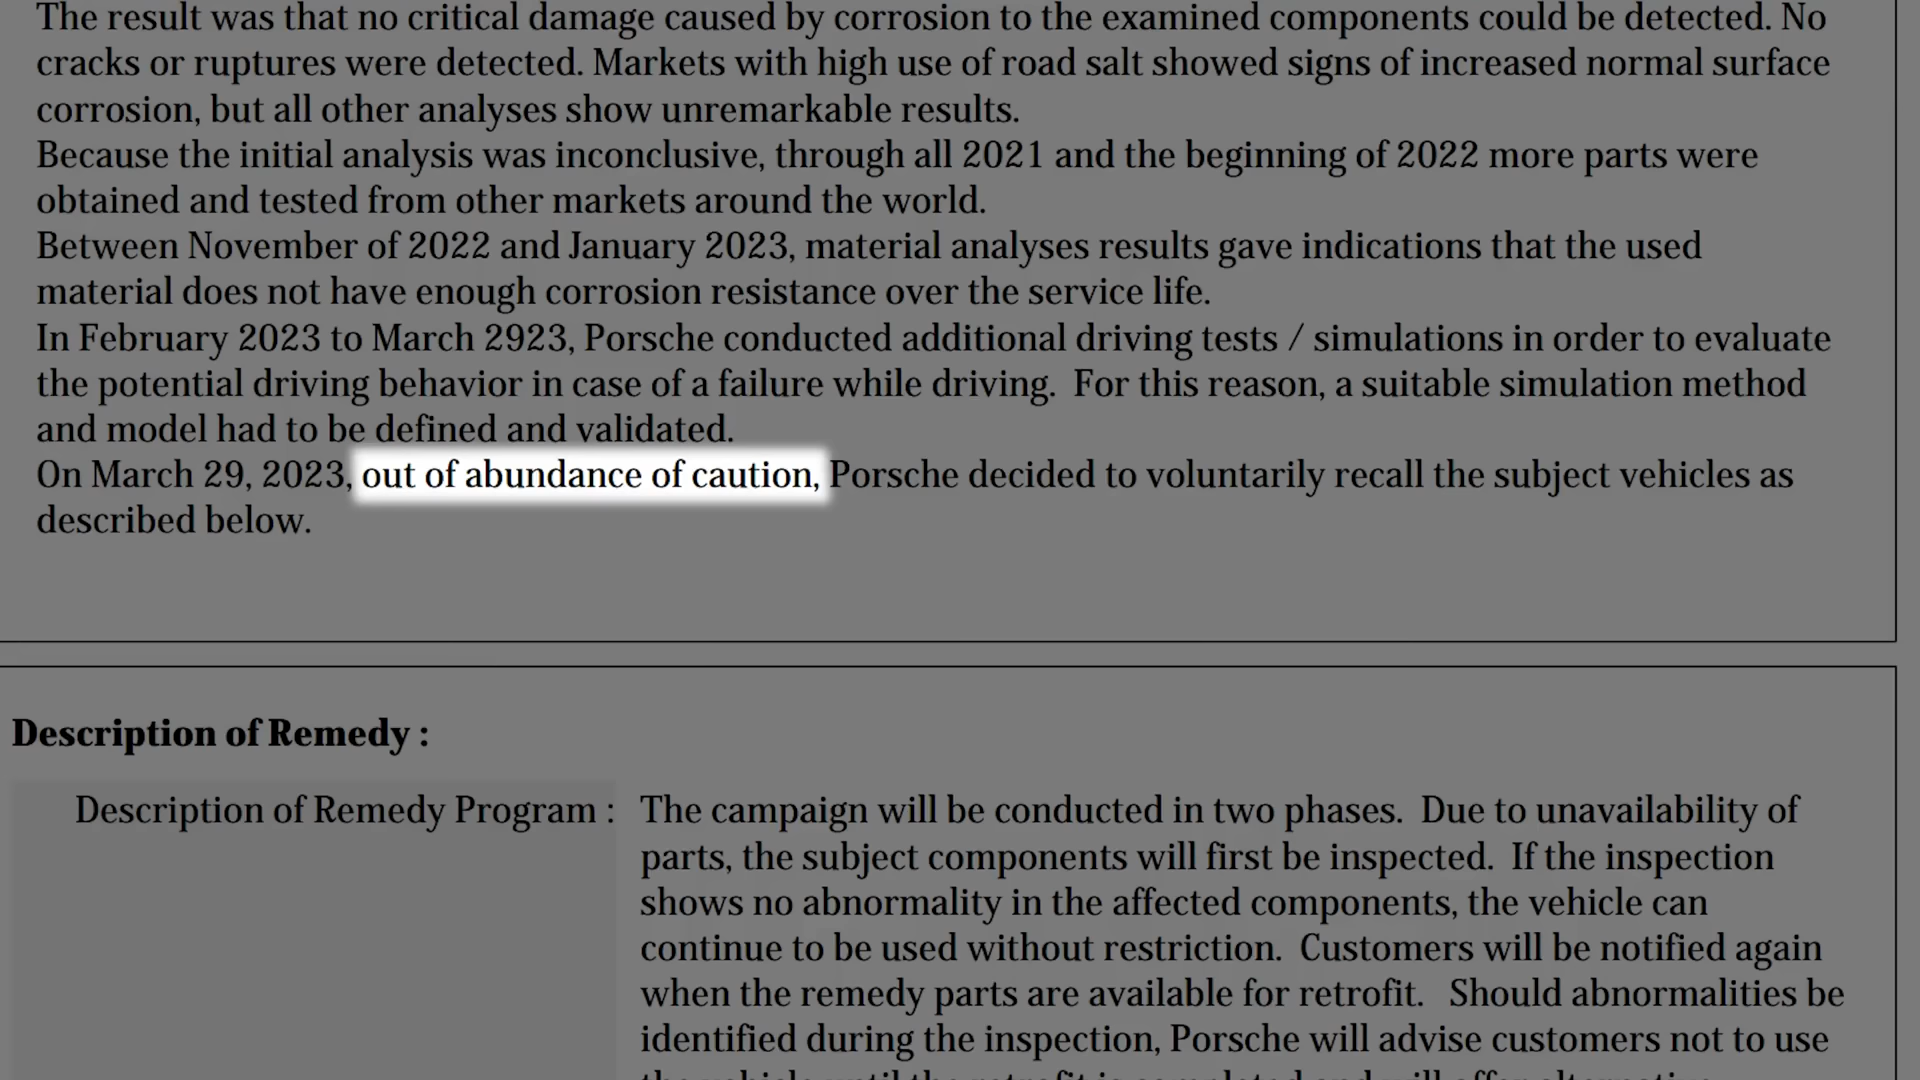 The result was that no critical damage caused by corrosion to the examined components could be detected. No
cracks or ruptures were detected. Markets with high use of road salt showed signs of increased normal surface
corrosion, but all other analyses show unremarkable results.
Because the initial analysis was inconclusive, through all 2021 and the beginning of 2022 more parts were
obtained and tested from other markets around the world.
Between November of 2022 and January 2023, material analyses results gave indications that the used
material does not have enough corrosion resistance over the service life.
In February 2023 to March 2923, Porsche conducted additional driving tests / simulations in order to evaluate
the potential driving behavior in case of a failure while driving.  For this reason, a suitable simulation method
and model had to be defined and validated.
On March 29, 2023, out of abundance of caution, Porsche decided to voluntarily recall the subject vehicles as
described below.
Description of Remedy :
Description of Remedy Program : The campaign will be conducted in two phases.  Due to unavailability of
parts, the subject components will first be inspected.  If the inspection
shows no abnormality in the affected components, the vehicle can
continue to be used without restriction.  Customers will be notified again
when the remedy parts are available for retrofit.   Should abnormalities be
identified during the inspection, Porsche will advise customers not to use